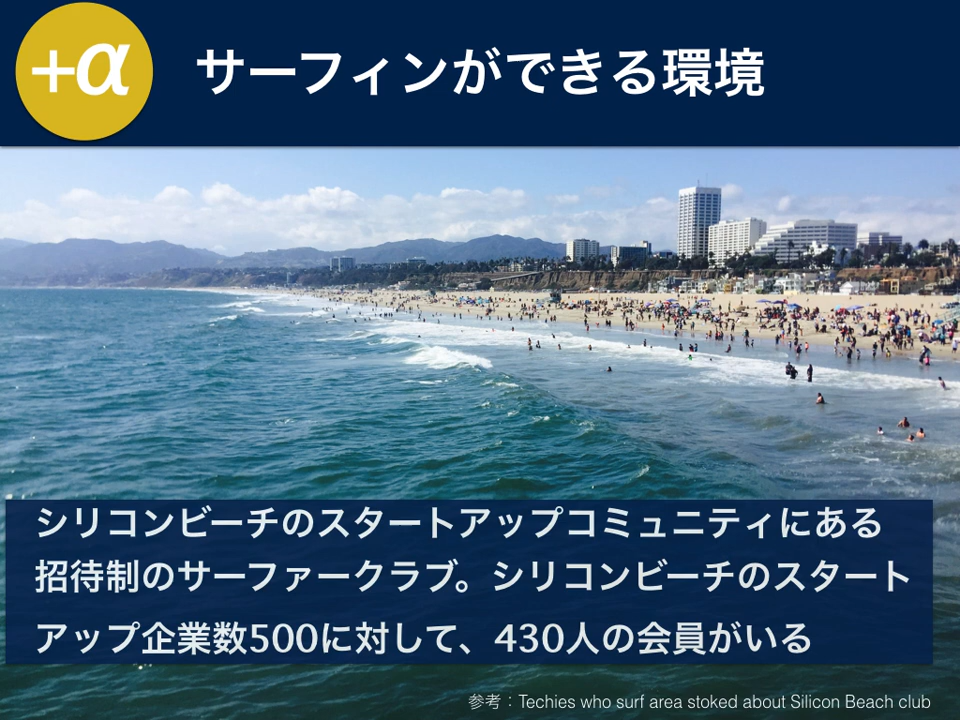 +α
サーフィンができる環境
シリコンビーチのスタートアップコミュニティにある
招待制のサーファークラブ。シリコンビーチのスタート
アップ企業数500に対して、430人の会員がいる
参考：Techies who surf area stoked about Silicon Beach club